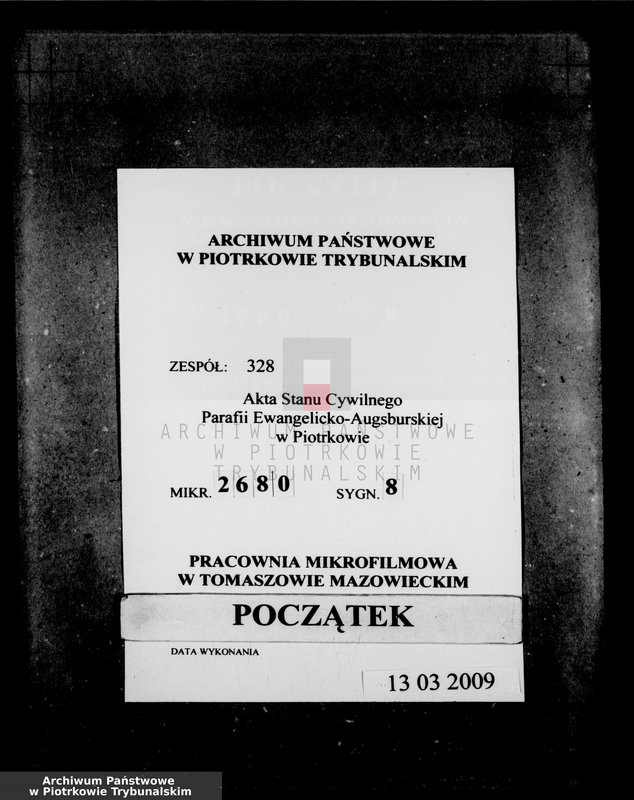 ARCHIWUM PAŃSTWOWE
W PIOTRKOWIE TRYBUNALSKIM
ZESPÓŁ: 328
Akta Stanu Cywilnego
Parafii Ewangelicko-Augsburskiej
w Piotrkowie
ARCHIWUM PAŃSTWOWE
W PIOTRKOWIE
TRYBUNALSKIM
MIKR. 2680 SYGN. 8
PRACOWNIA MIKROFILMOWA
W TOMASZOWIE MAZOWIECKIM
POCZĄTEK
DATA WYKONANIA
13 03 2009
Archiwum Państwowe
w Piotrkowie Trybunalskim